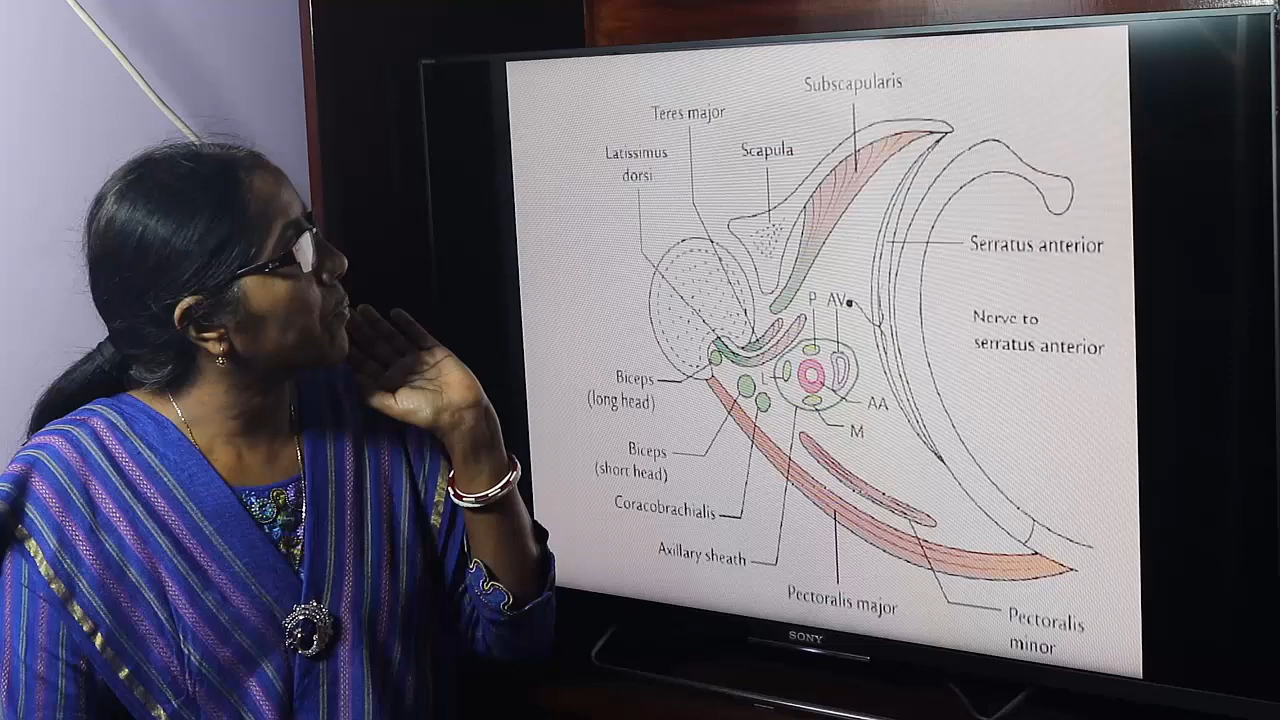 Subscapularis
Teres major
Latissimus
dorsi
Scapula
Serratus anterior
P
AV
Nerve to
serratus anterior
Biceps
(long head)
L
AA
M
Biceps
(short head)
Coracobrachialis
Axillary sheath
Pectoralis major
Pectoralis
minor
SONY